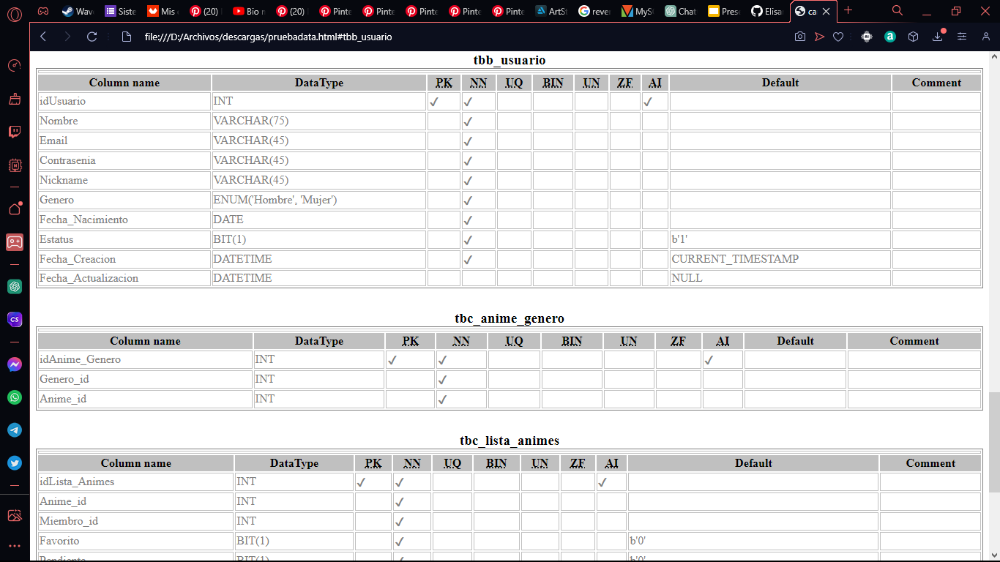 Wave
Siste
Mis c
(20)
Bio r
(20)
Pinte
Pinte
Pinte
Pinte
Pinte
ArtSt
rever
MySC
Chat
Prese
Elisar
ca
file:///D:/Archivos/descargas/pruebadata.html#tbb_usuario
tbb_usuario
Column name DataType PK NN UQ BIN UN ZF AI Default Comment
idUsuario INT ✓ ✓ ✓
Nombre VARCHAR(75) ✓
Email VARCHAR(45) ✓
Contrasenia VARCHAR(45) ✓
Nickname VARCHAR(45) ✓
Genero ENUM('Hombre', 'Mujer') ✓
Fecha_Nacimiento DATE ✓
Estatus BIT(1) ✓ b'1'
Fecha_Creacion DATETIME ✓ CURRENT_TIMESTAMP
Fecha_Actualizacion DATETIME NULL
tbc_anime_genero
Column name DataType PK NN UQ BIN UN ZF AI Default Comment
idAnime_Genero INT ✓ ✓ ✓
Genero_id INT ✓
Anime_id INT ✓
tbc_lista_animes
Column name DataType PK NN UQ BIN UN ZF AI Default Comment
idLista_Animes INT ✓ ✓ ✓
Anime_id INT ✓
Miembro_id INT ✓
Favorito BIT(1) ✓ b'0'
Pendiente BIT(1) ✓ b'0'